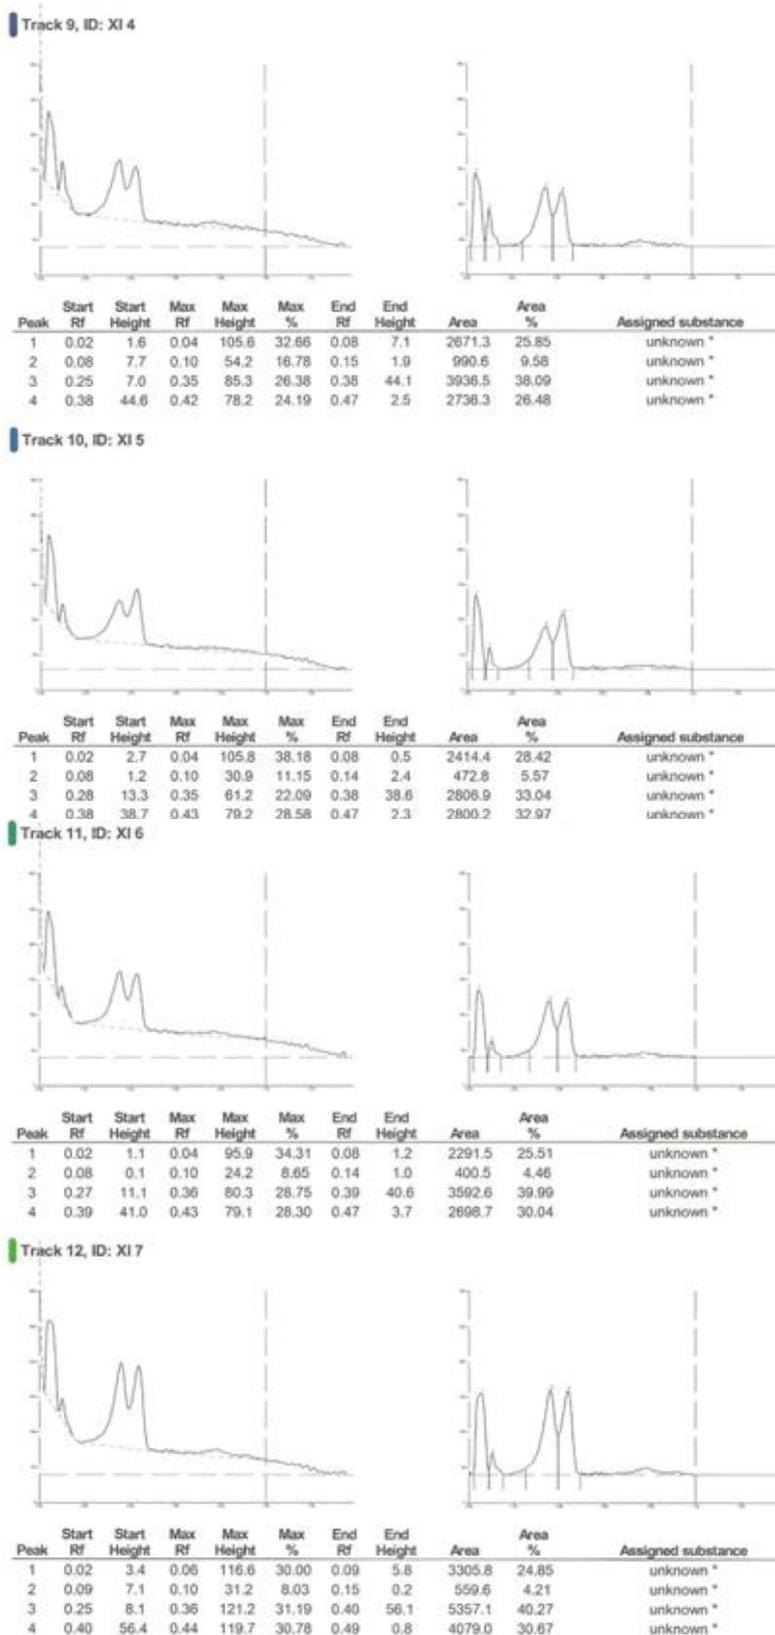 Track 9, ID: XI 4
Peak Start Rf Start Height Max Rf Max Height Max % End Rf End Height Area Area % Assigned substance
1 0.02 1.6 0.04 105.6 32.66 0.08 7.1 2671.3 25.85 unknown *
2 0.08 7.7 0.10 54.2 16.78 0.15 1.9 990.6 9.58 unknown *
3 0.25 7.0 0.35 85.3 26.38 0.38 44.1 3936.5 38.09 unknown *
4 0.38 44.6 0.42 78.2 24.19 0.47 2.5 2736.3 26.48 unknown *
Track 10, ID: XI 5
Peak Start Rf Start Height Max Rf Max Height Max % End Rf End Height Area Area % Assigned substance
1 0.02 2.7 0.04 105.8 38.18 0.08 0.5 2414.4 28.42 unknown *
2 0.08 1.2 0.10 30.9 11.15 0.14 2.4 472.8 5.57 unknown *
3 0.28 13.3 0.35 61.2 22.09 0.38 38.6 2806.9 33.04 unknown *
4 0.38 38.7 0.43 79.2 28.58 0.47 2.3 2800.2 32.97 unknown *
Track 11, ID: XI 6
Peak Start Rf Start Height Max Rf Max Height Max % End Rf End Height Area Area % Assigned substance
1 0.02 1.1 0.04 95.9 34.31 0.08 1.2 2291.5 25.51 unknown *
2 0.08 0.1 0.10 24.2 8.65 0.14 1.0 400.5 4.46 unknown *
3 0.27 11.1 0.36 80.3 28.75 0.39 40.6 3592.6 39.99 unknown *
4 0.39 41.0 0.43 79.1 28.30 0.47 3.7 2698.7 30.04 unknown *
Track 12, ID: XI 7
Peak Start Rf Start Height Max Rf Max Height Max % End Rf End Height Area Area % Assigned substance
1 0.02 3.4 0.06 116.6 30.00 0.09 5.8 3305.8 24.85 unknown *
2 0.09 7.1 0.10 31.2 8.03 0.15 0.2 559.6 4.21 unknown *
3 0.25 8.1 0.36 121.2 31.19 0.40 56.1 5357.1 40.27 unknown *
4 0.40 56.4 0.44 119.7 30.78 0.49 0.8 4079.0 30.67 unknown *